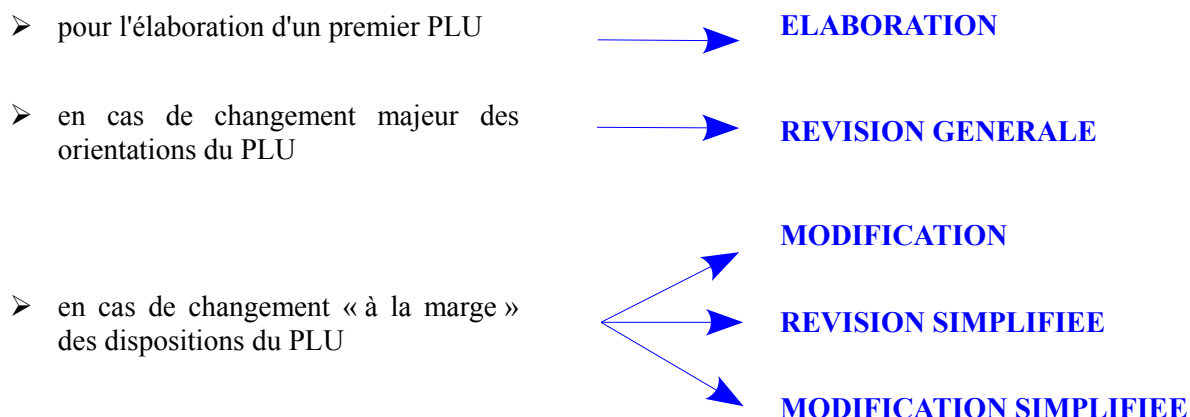 ➢ pour l'élaboration d'un premier PLU
ELABORATION
➢ en cas de changement majeur des
orientations du PLU
REVISION GENERALE
MODIFICATION
➢ en cas de changement « à la marge »
des dispositions du PLU
REVISION SIMPLIFIEE
MODIFICATION SIMPLIFIEE